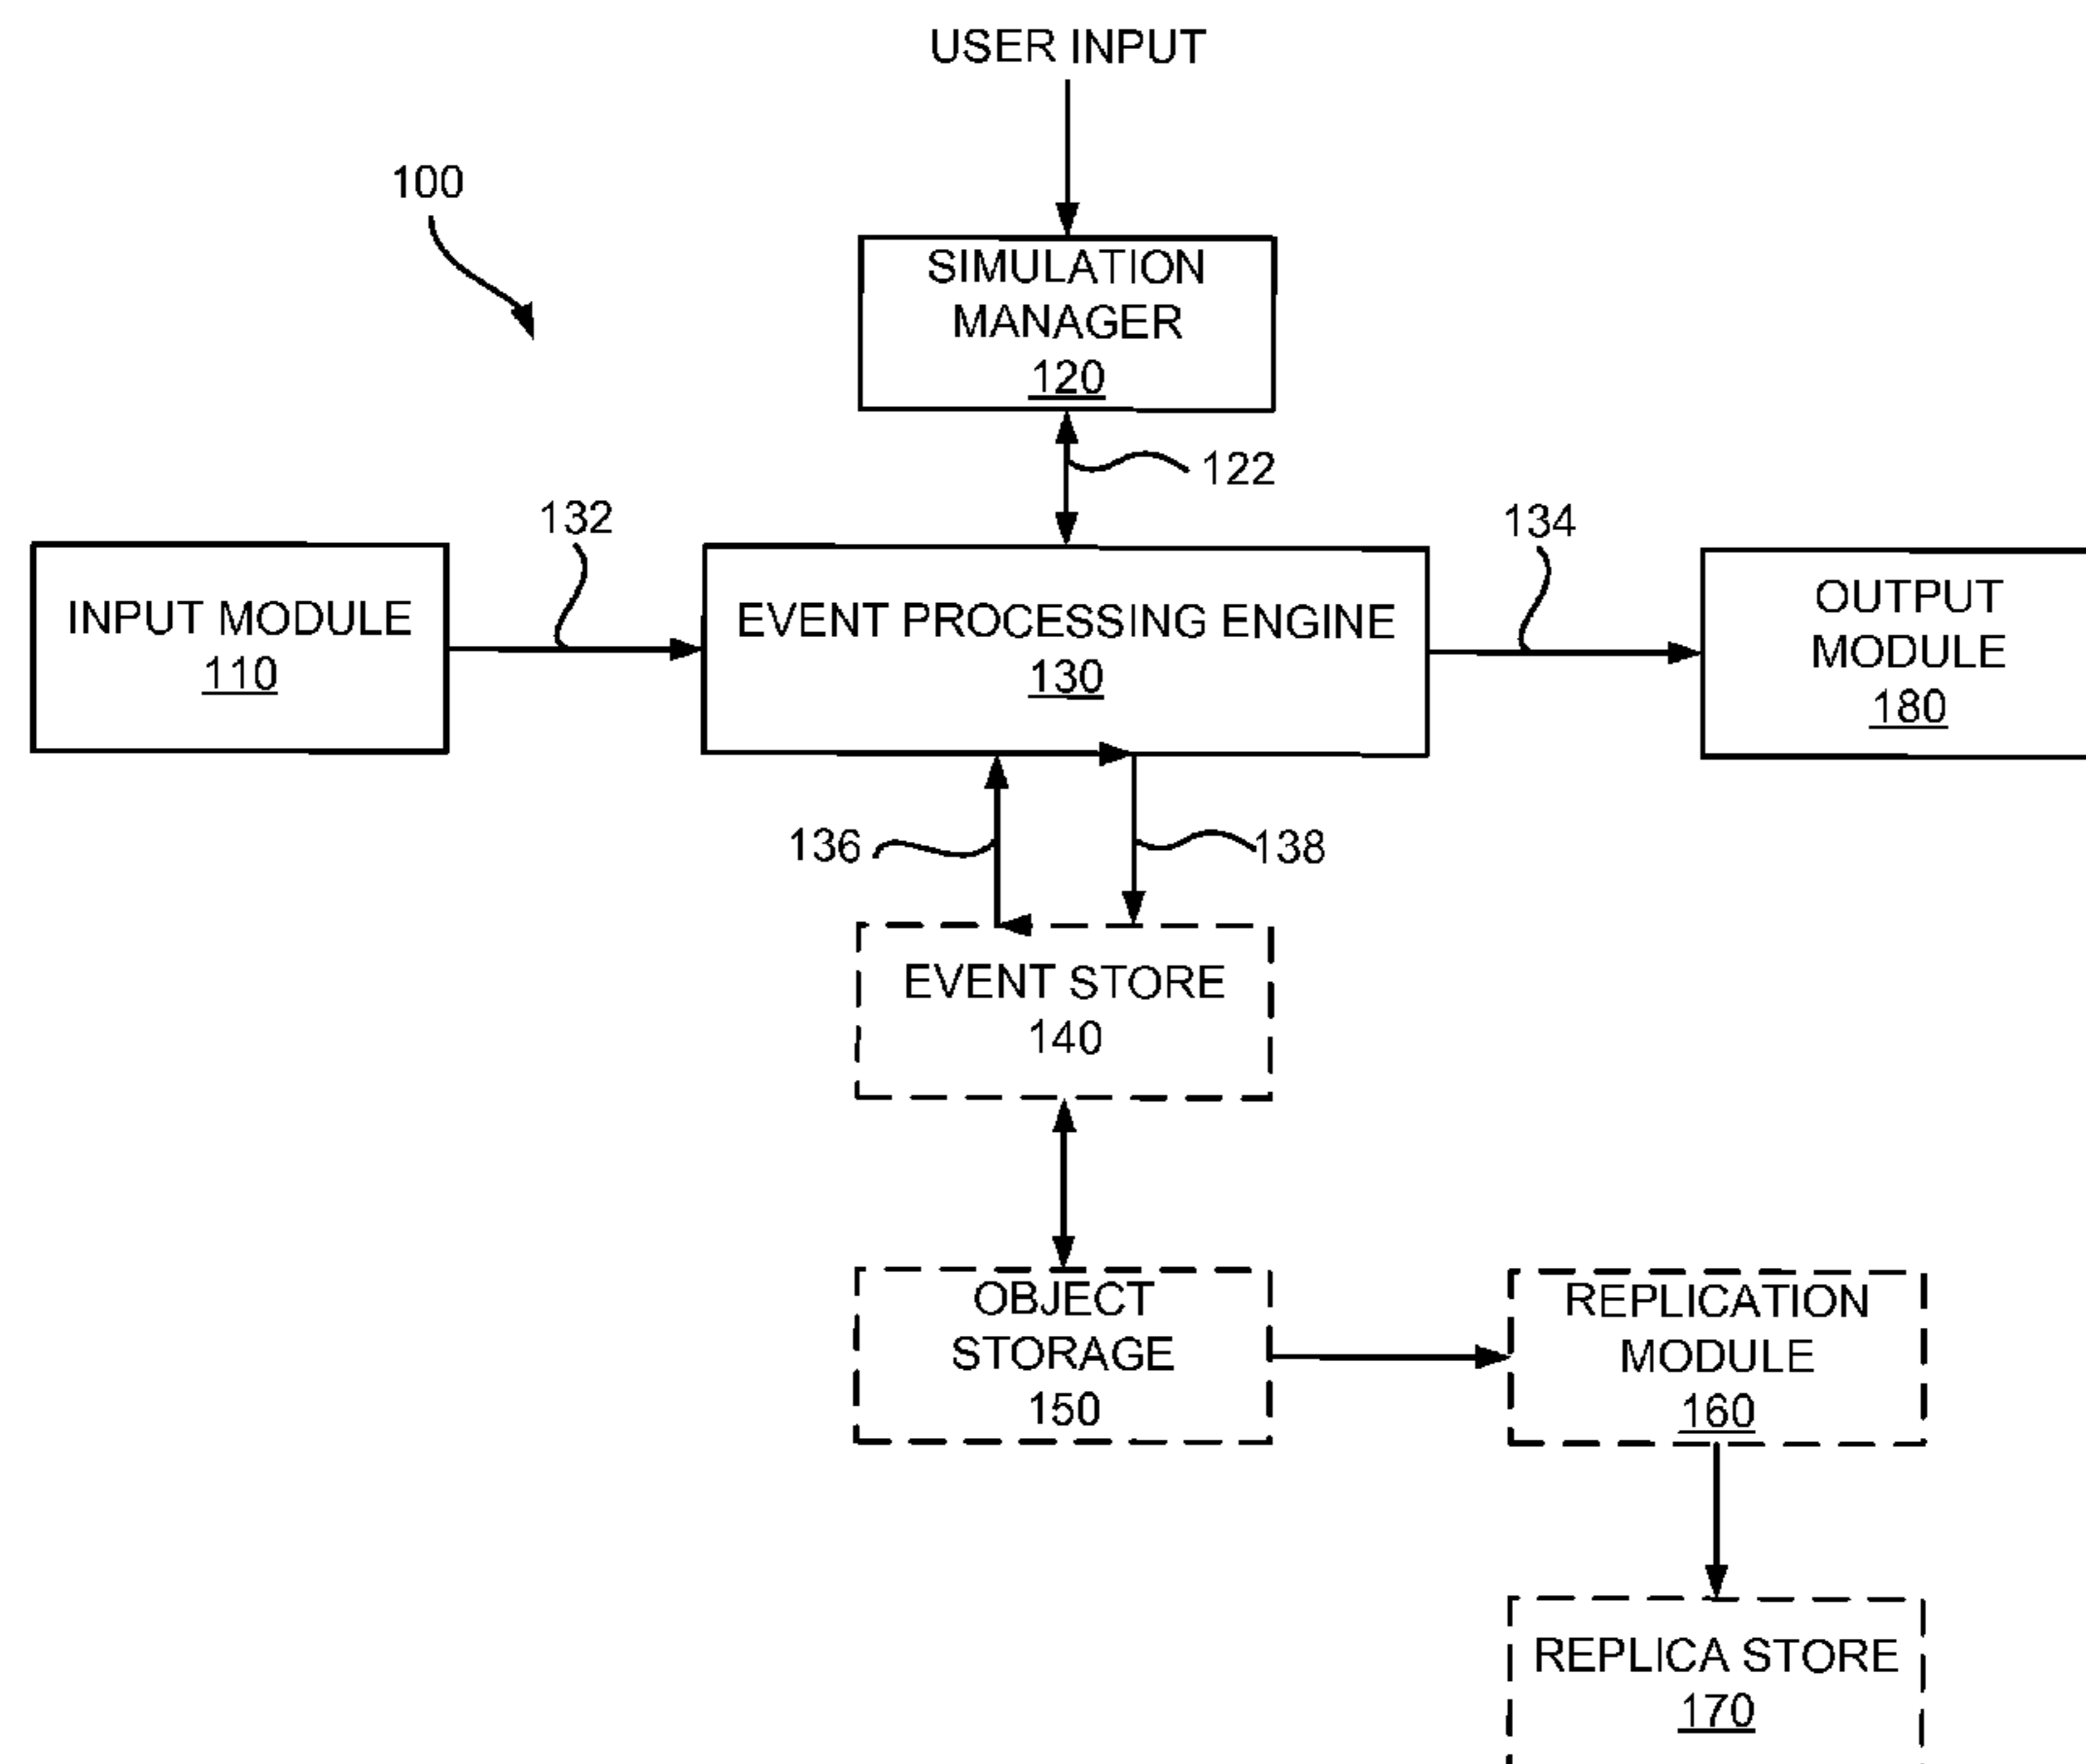 USER INPUT
100
SIMULATION
MANAGER
120
122
132
134
INPUT MODULE
110
EVENT PROCESSING ENGINE
130
OUTPUT
MODULE
180
136
138
EVENT STORE
140
OBJECT
STORAGE
150
REPLICATION
MODULE
160
REPLICA STORE
170